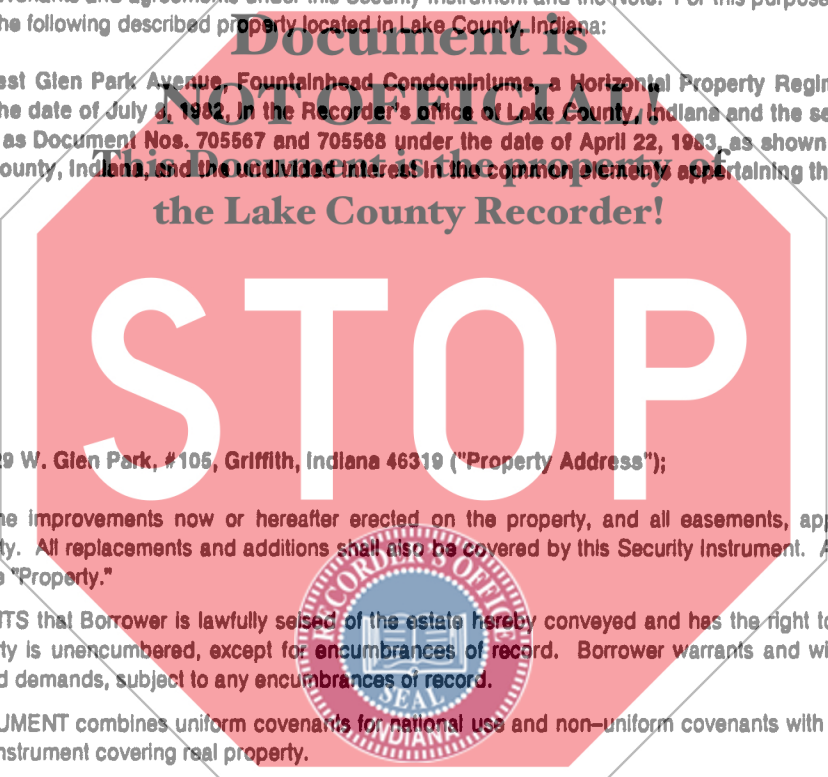 the following described property located in Lake County, Indiana:
Document is
ast Glen Park Avenue, Fountainhead Condominiums, a Horizontal Property Regim
he date of July 8, 1982, in the Recorder's office of Lake County, Indiana and the se
NOT OFFICIAL!
as Document Nos. 705567 and 705568 under the date of April 22, 1983, as shown
This Document is the property of
ounty, Indiana, and the undivided interest in the common elements appertaining th
the Lake County Recorder!
STOP
29 W. Glen Park, #105, Griffith, Indiana 46319 ("Property Address");
he improvements now or hereafter erected on the property, and all easements, app
ty. All replacements and additions shall also be covered by this Security Instrument. A
e "Property."
RECORDER'S OFFICE
NTS that Borrower is lawfully seised of the estate hereby conveyed and has the right to
ty is unencumbered, except for encumbrances of record. Borrower warrants and wi
d demands, subject to any encumbrances of record.
SEAL
UMENT combines uniform covenants for national use and non-uniform covenants with
INDIANA
nstrument covering real property.